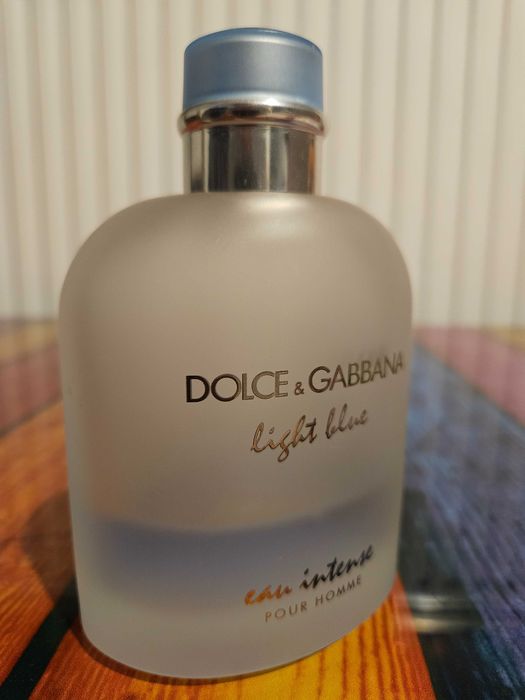 DOLCE & GABBANA
light blue
eau intense
POUR HOMME